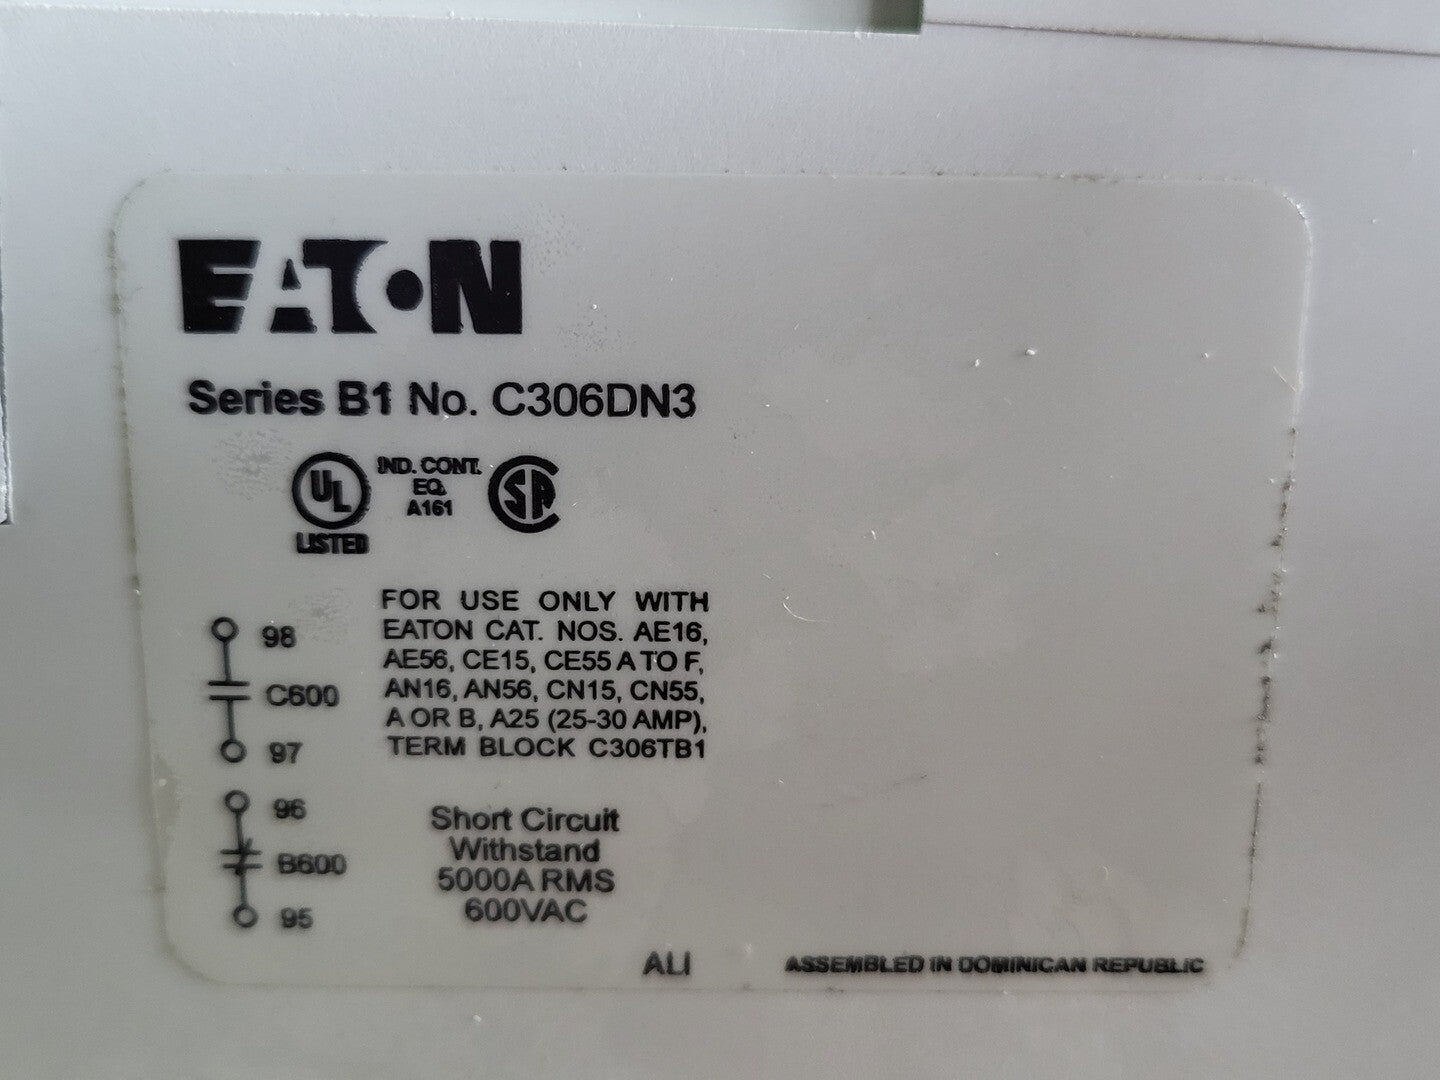 EATON
Series B1 No. C306DN3
UL
LISTED
IND. CONT.
EQ.
A161
SA
FOR USE ONLY WITH
EATON CAT. NOS. AE16,
AE56, CE15, CE55 A TO F,
AN16, AN56, CN15, CN55,
A OR B, A25 (25-30 AMP),
TERM BLOCK C306TB1
98
C600
97
96
B600
95
Short Circuit
Withstand
5000A RMS
600VAC
ALI
ASSEMBLED IN DOMINICAN REPUBLIC